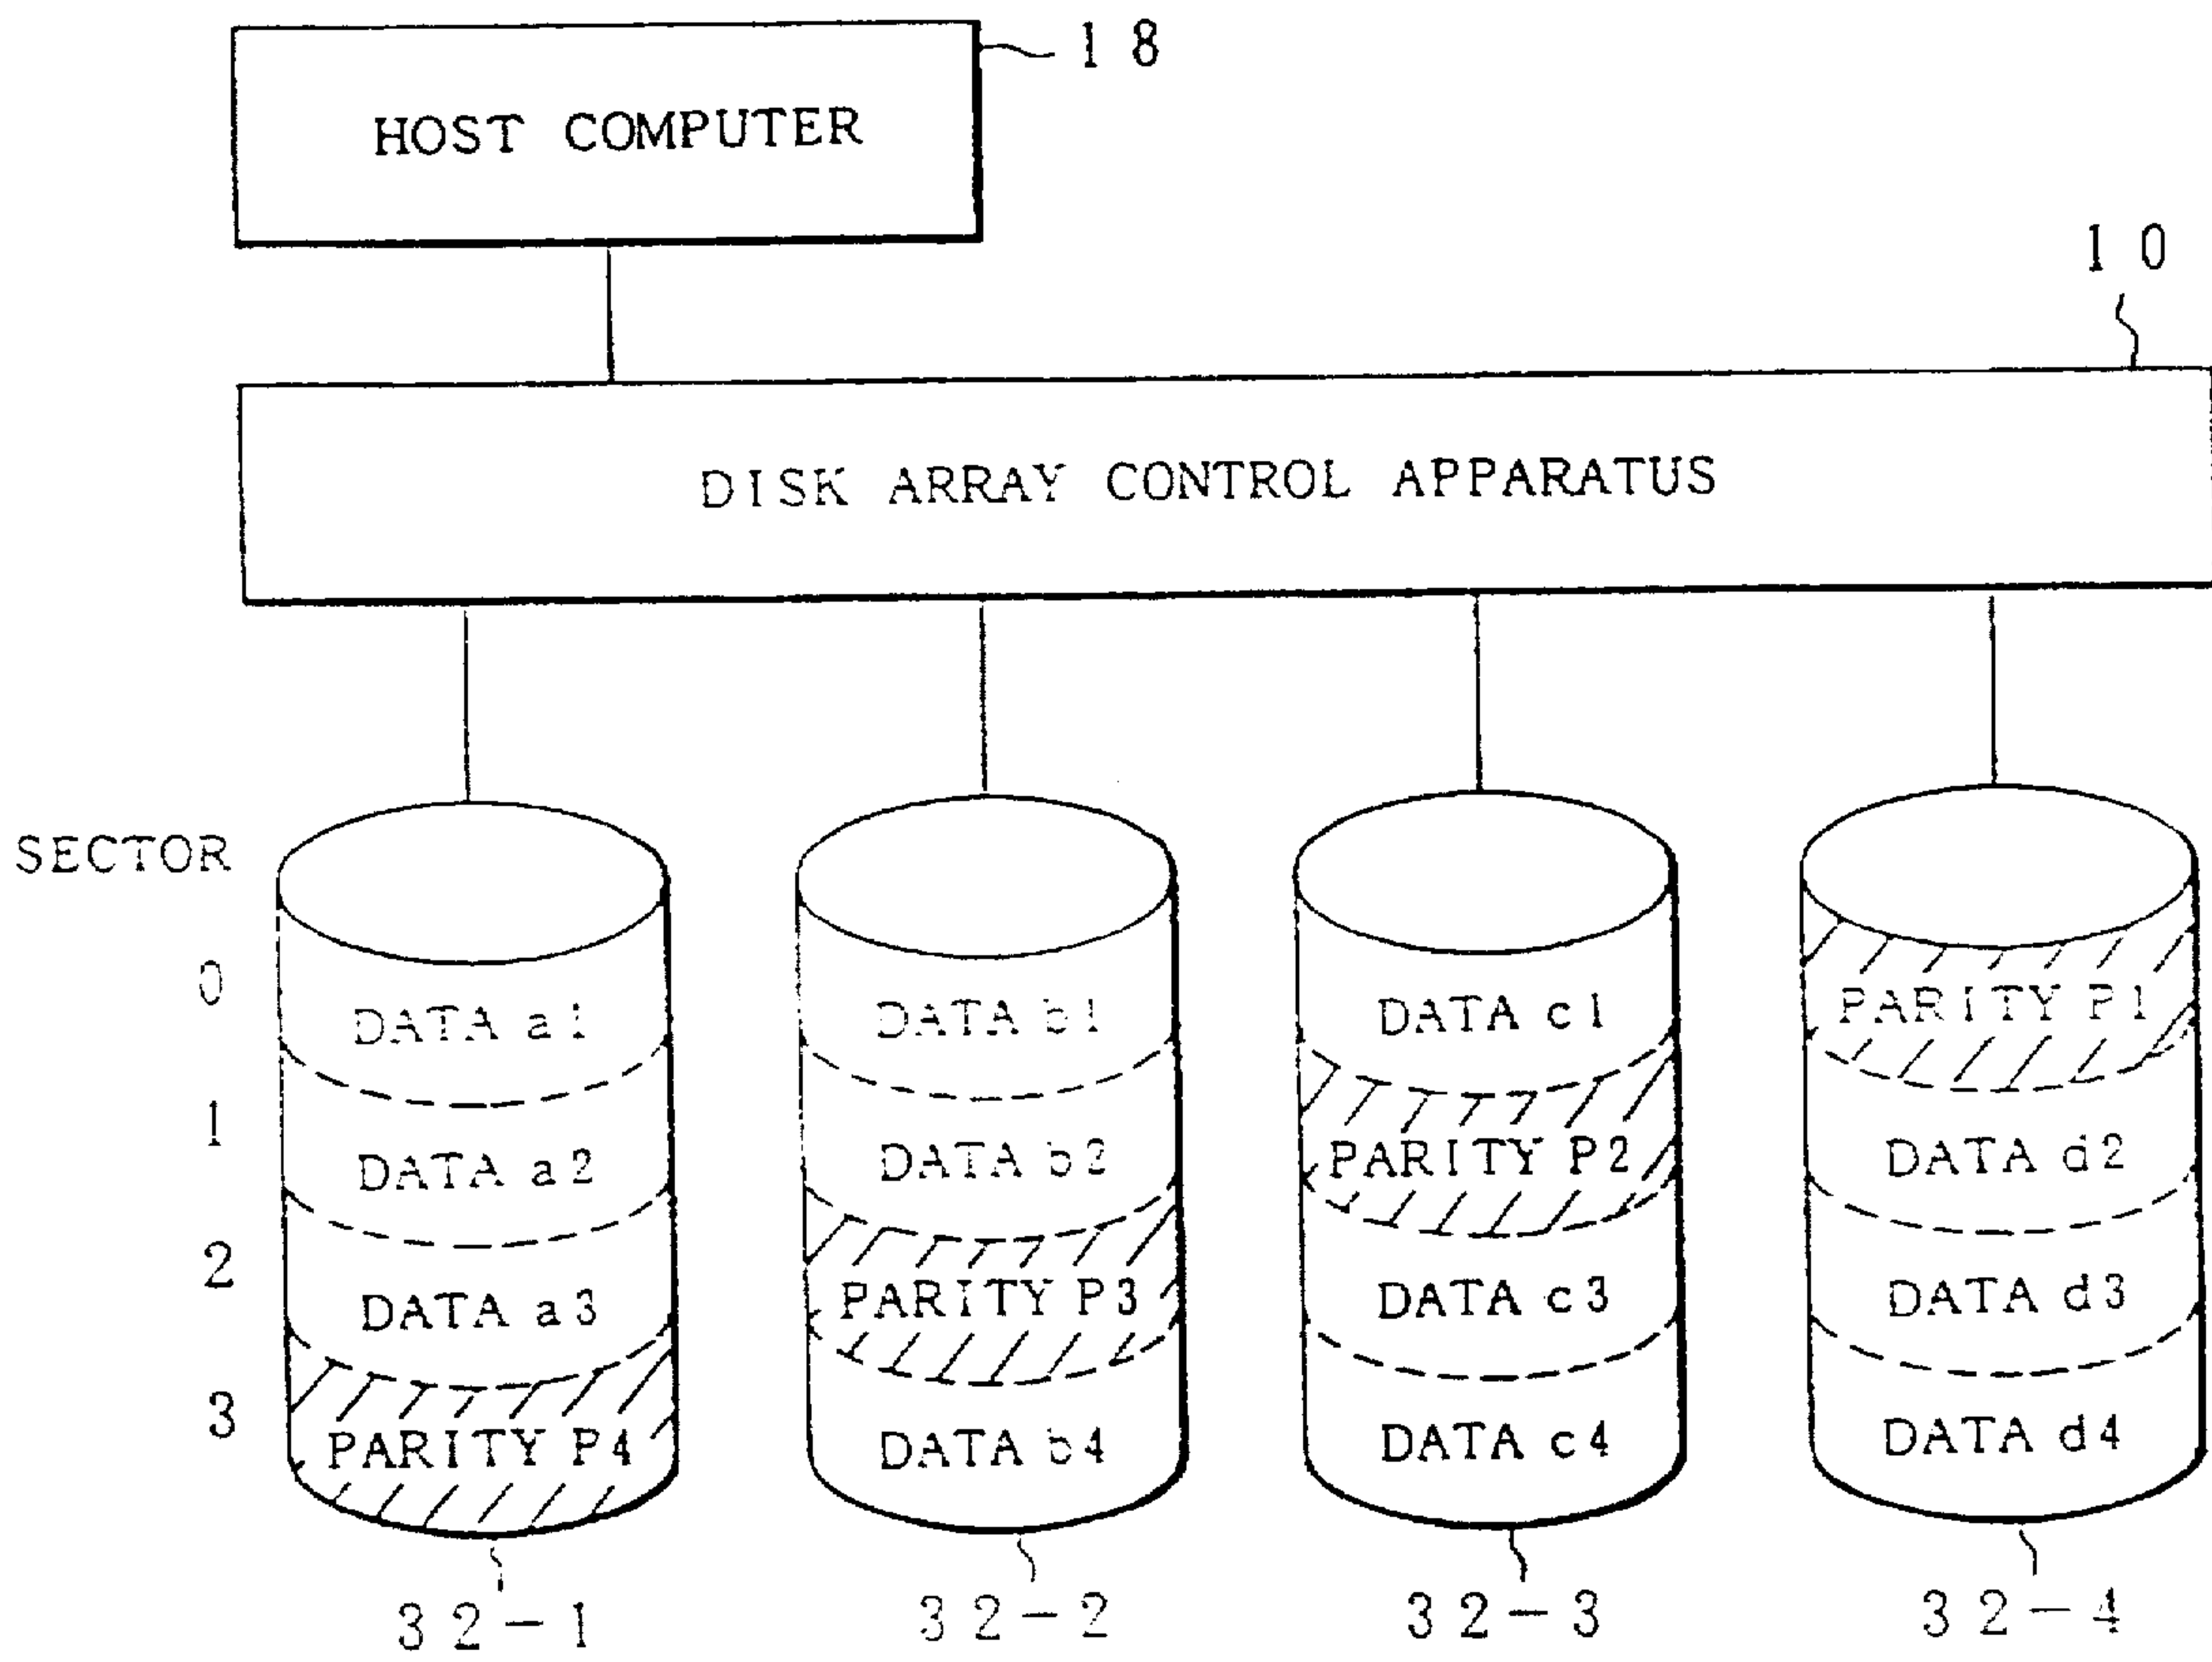 18
HOST COMPUTER
10
DISK ARRAY CONTROL APPARATUS
SECTOR
0
DATA a1
DATA b1
DATA c1
PARITY P1
1
DATA a2
DATA b2
PARITY P2
DATA d2
2
DATA a3
PARITY P3
DATA c3
DATA d3
3
PARITY P4
DATA b4
DATA c4
DATA d4
32-1
32-2
32-3
32-4